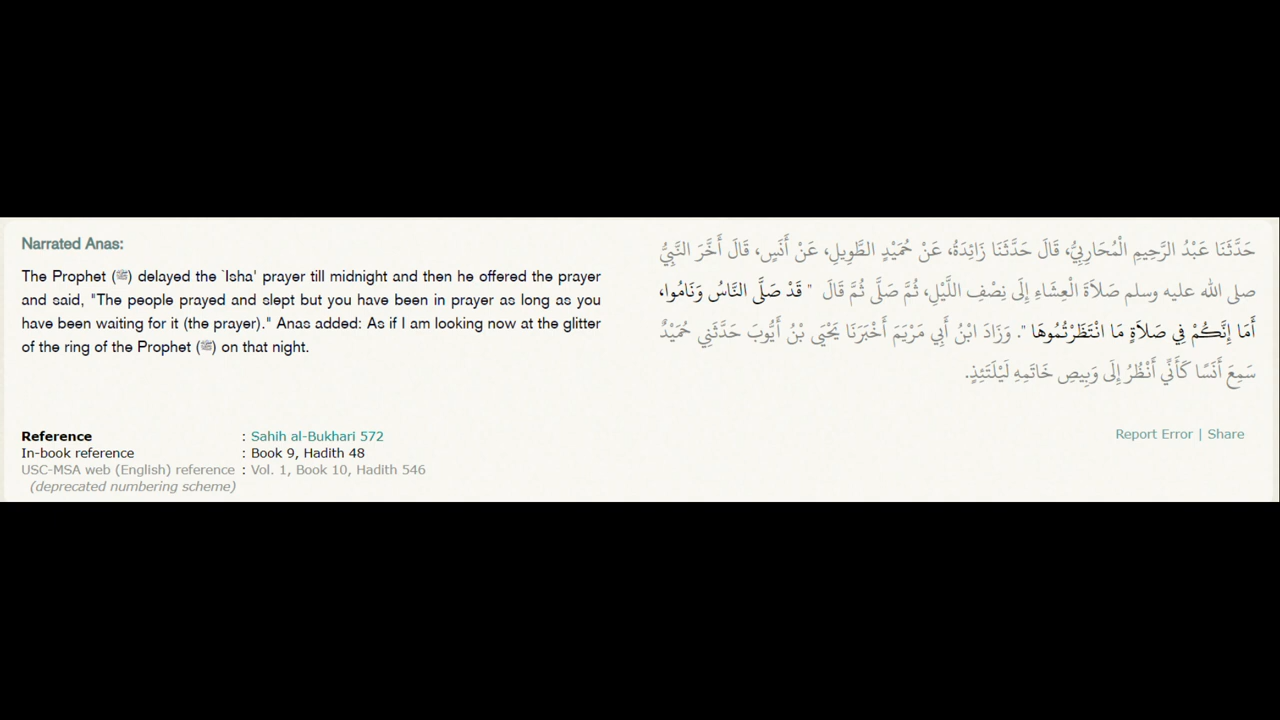 Narrated Anas:
The Prophet (ﷺ) delayed the `Isha' prayer till midnight and then he offered the prayer
and said, "The people prayed and slept but you have been in prayer as long as you
have been waiting for it (the prayer)." Anas added: As if I am looking now at the glitter
of the ring of the Prophet (ﷺ) on that night.
حَدَّثَنَا عَبْدُ الرَّحِيمِ الْمُحَارِبِيُّ، قَالَ حَدَّثَنَا زَائِدَةُ، عَنْ حُمَيْدٍ الطَّوِيلِ، عَنْ أَنَسٍ، قَالَ أَخَّرَ النَّبِيُّ
صلى الله عليه وسلم صَلاَةَ الْعِشَاءِ إِلَى نِصْفِ اللَّيْلِ، ثُمَّ صَلَّى ثُمَّ قَالَ " قَدْ صَلَّى النَّاسُ وَنَامُوا،
أَمَا إِنَّكُمْ فِي صَلاَةٍ مَا انْتَظَرْتُمُوهَا ". وَزَادَ ابْنُ أَبِي مَرْيَمَ أَخْبَرَنَا يَحْيَى بْنُ أَيُّوبَ حَدَّثَنِي حُمَيْدٌ
سَمِعَ أَنَسًا كَأَنِّي أَنْظُرُ إِلَى وَبِيصِ خَاتَمِهِ لَيْلَتَئِذٍ.
Reference : Sahih al-Bukhari 572
In-book reference : Book 9, Hadith 48
USC-MSA web (English) reference : Vol. 1, Book 10, Hadith 546
(deprecated numbering scheme)
Report Error | Share